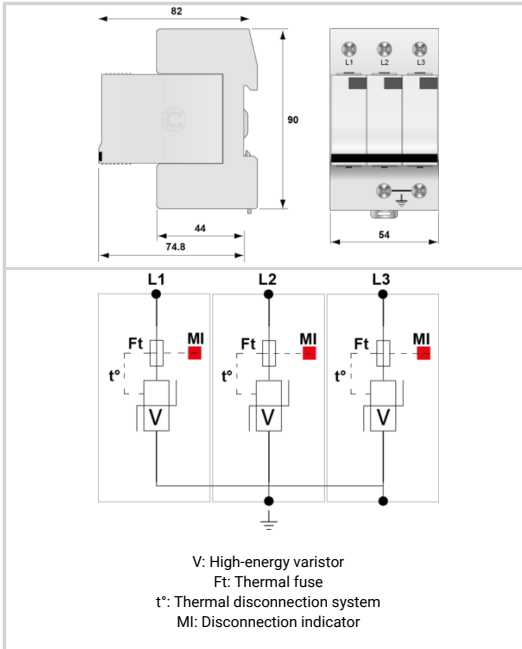 82
L1 L2 L3
90
44
54
74.8
L1 L2 L3
Ft MI Ft MI Ft MI
t° t° t°
V V V
V: High-energy varistor
Ft: Thermal fuse
t°: Thermal disconnection system
MI: Disconnection indicator